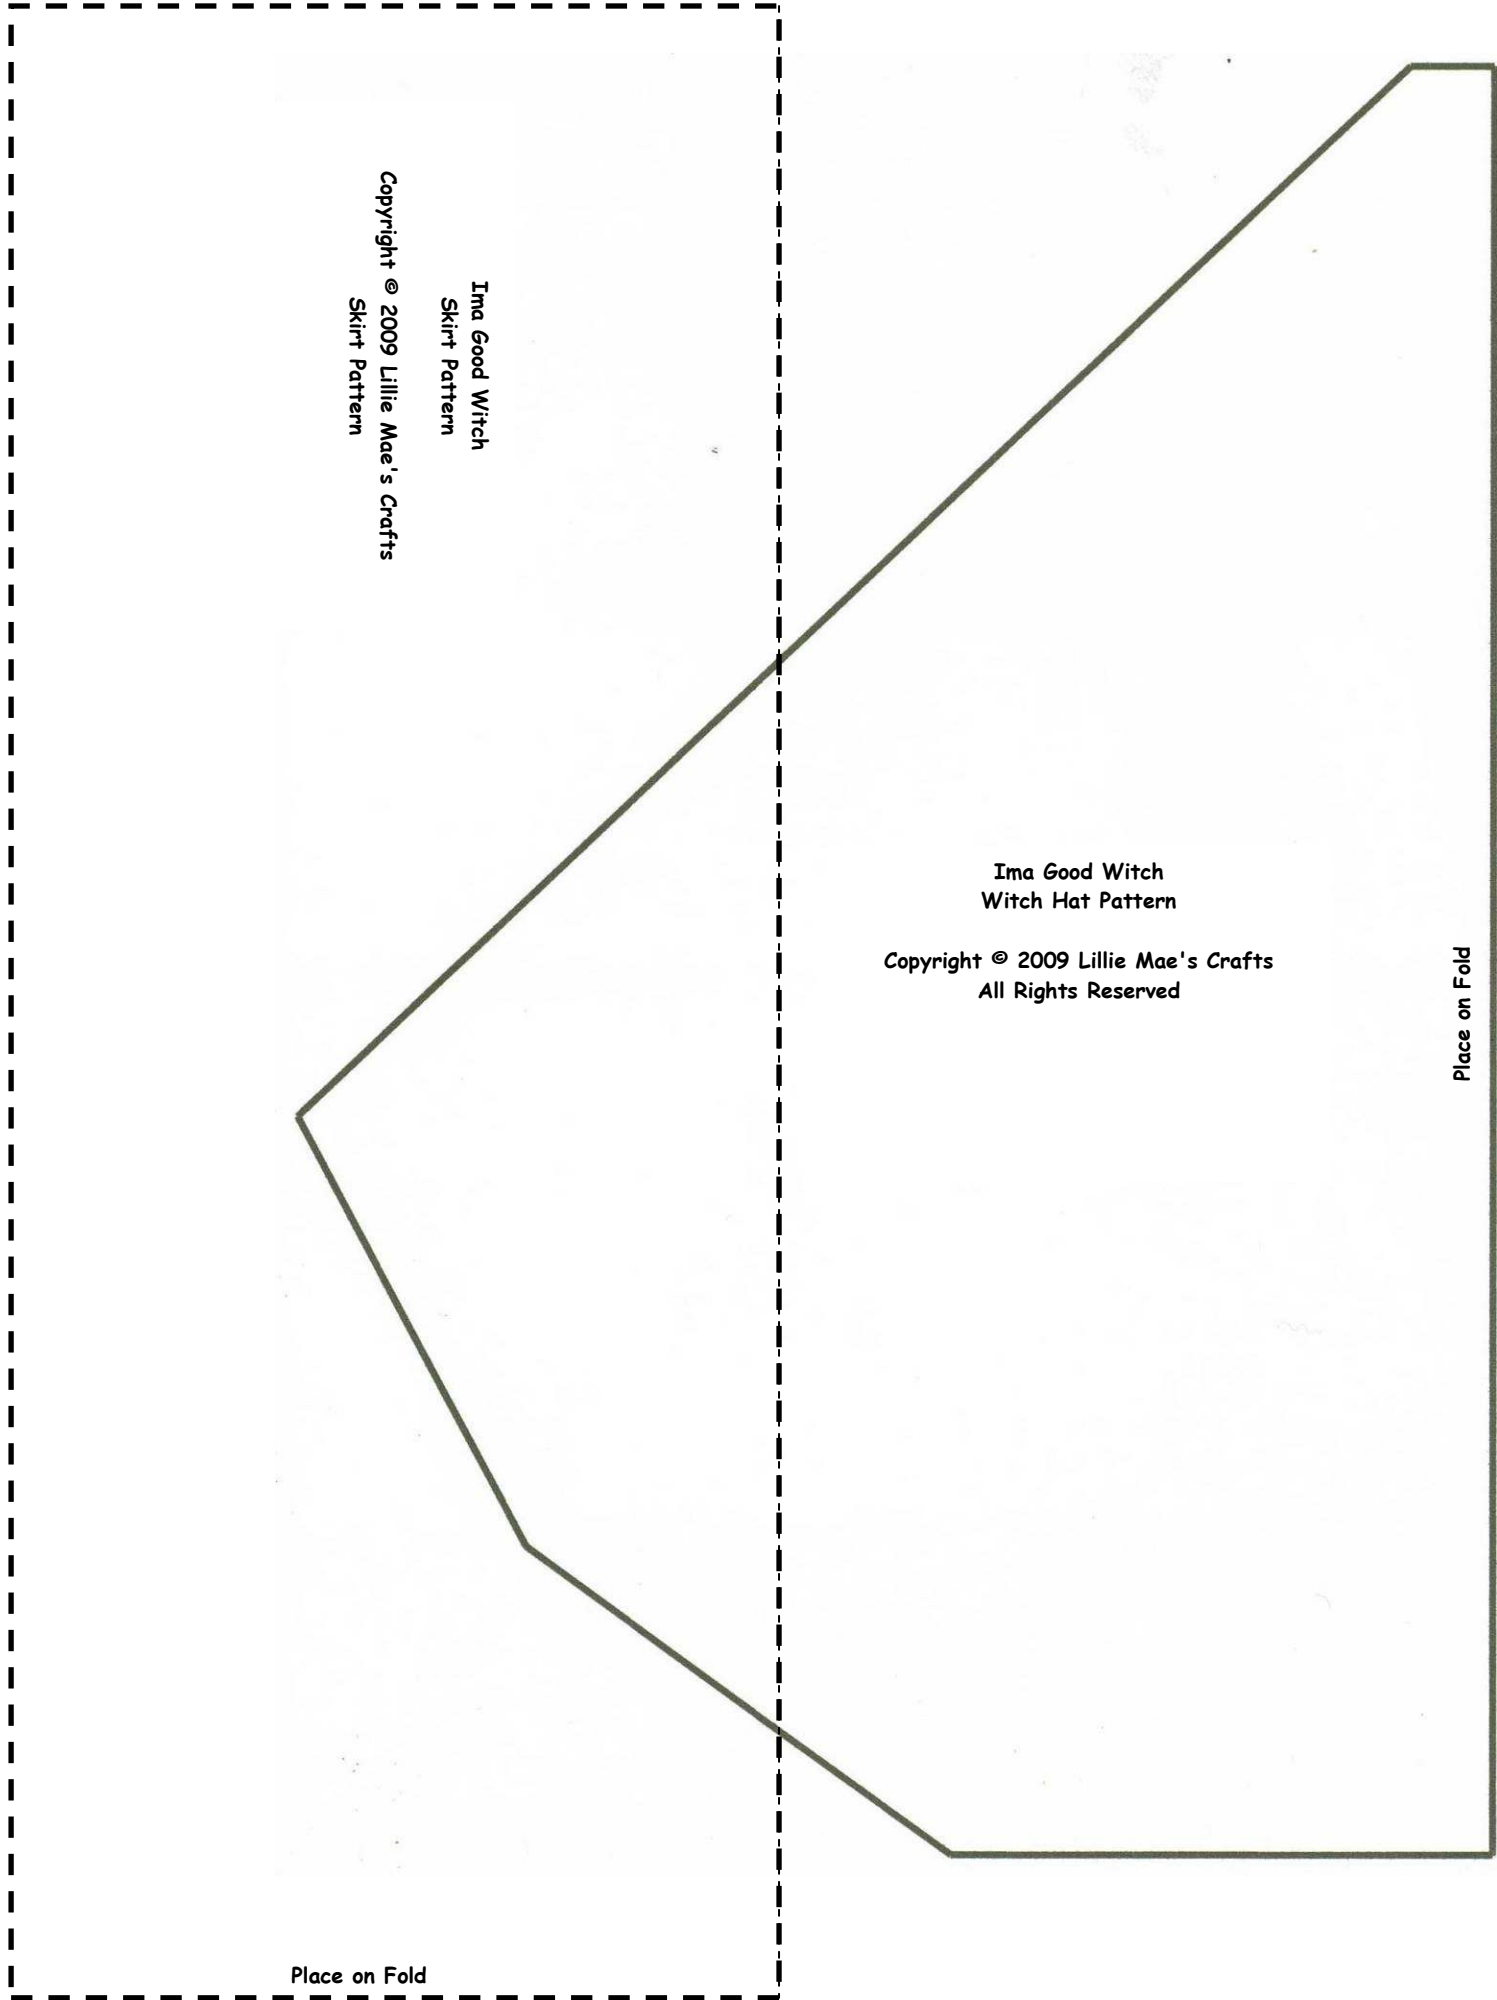 Ima Good Witch
Skirt Pattern
Copyright © 2009 Lillie Mae's Crafts
Skirt Pattern
Ima Good Witch
Witch Hat Pattern
Copyright © 2009 Lillie Mae's Crafts
All Rights Reserved
Place on Fold
Place on Fold